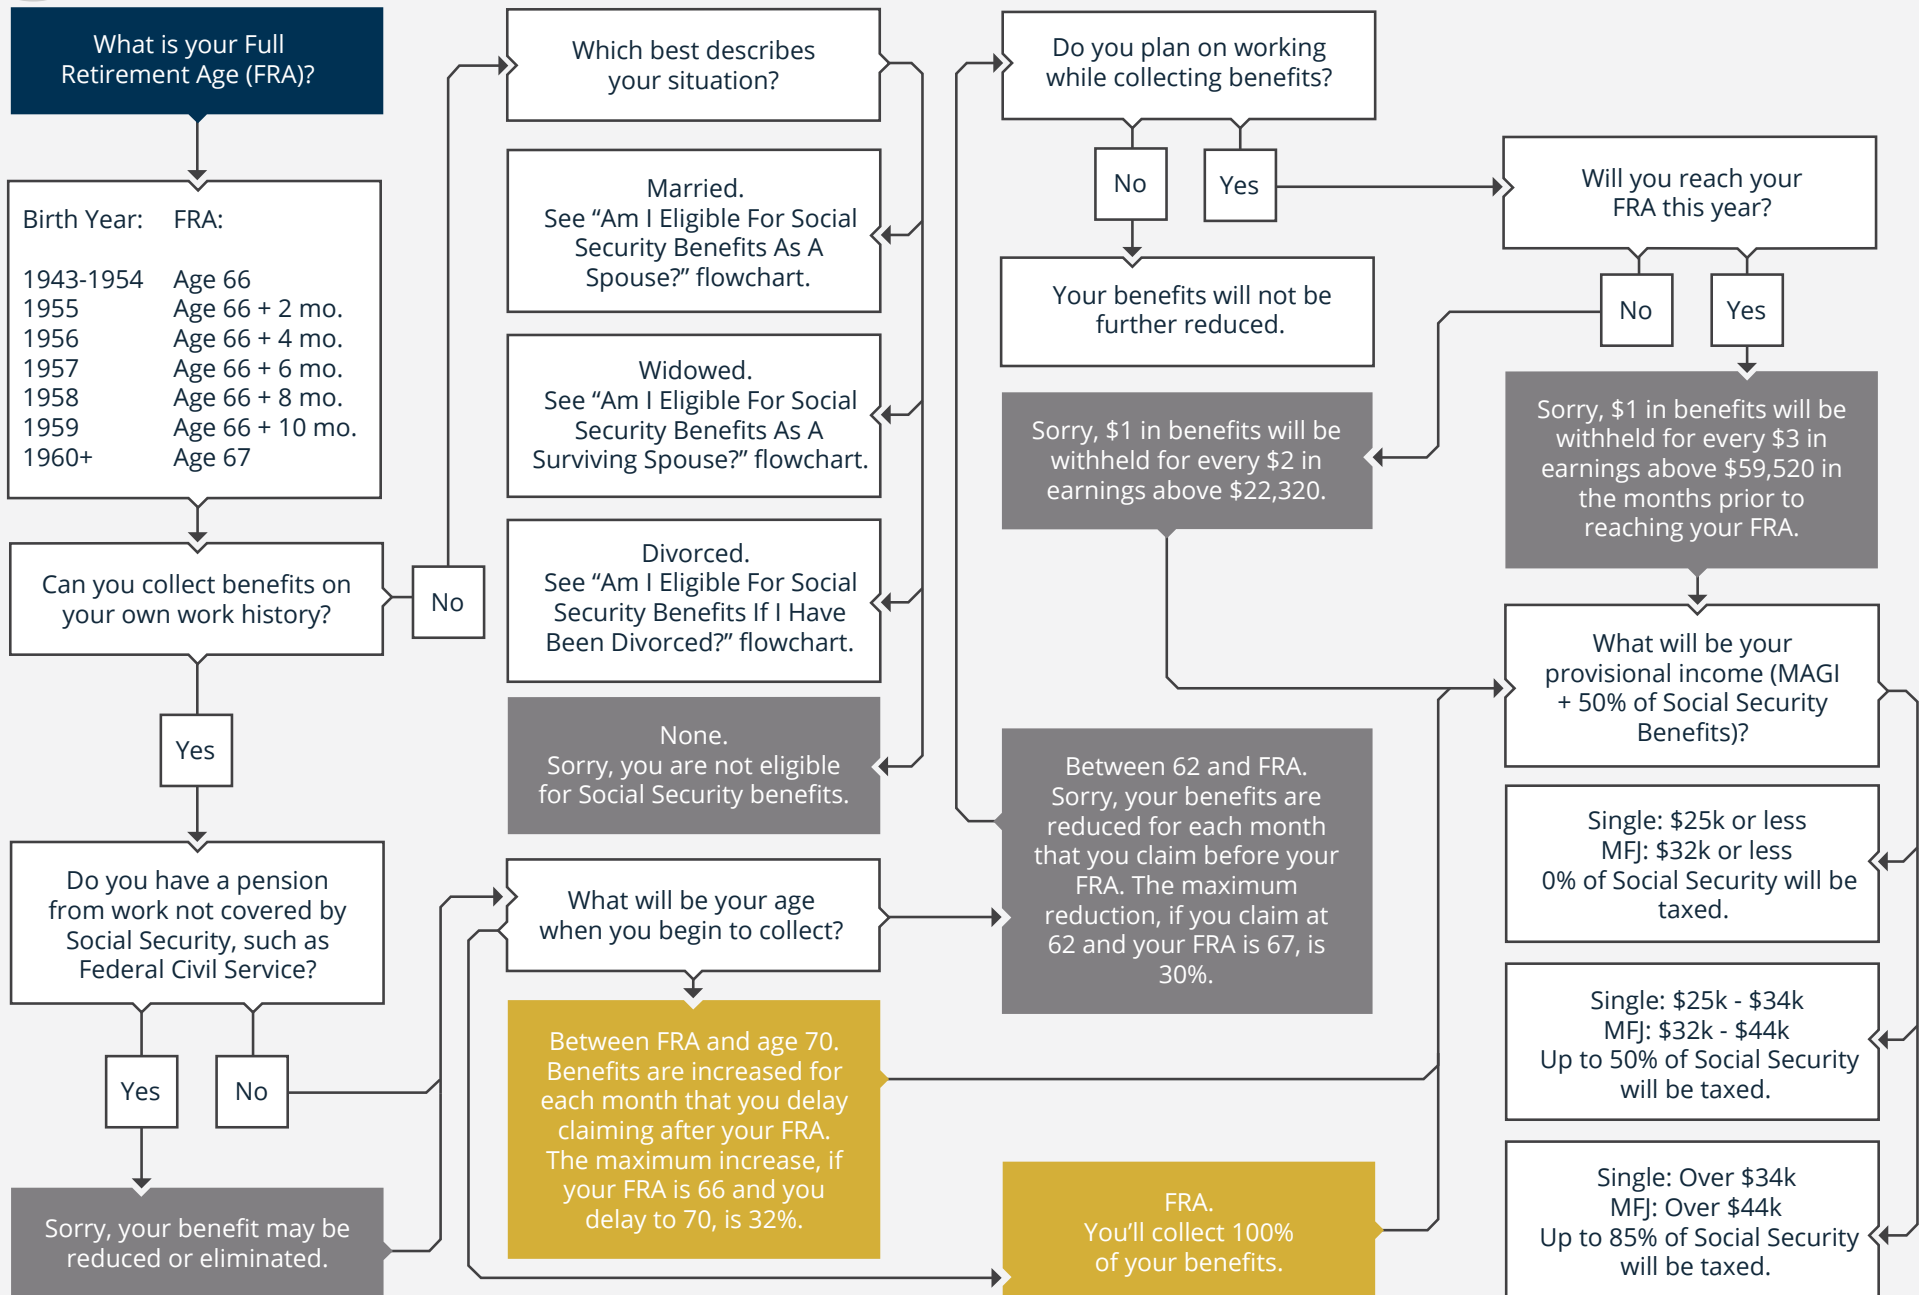 What is your Full
Retirement Age (FRA)?
Birth Year: FRA:
1943-1954 Age 66
1955 Age 66 + 2 mo.
1956 Age 66 + 4 mo.
1957 Age 66 + 6 mo.
1958 Age 66 + 8 mo.
1959 Age 66 + 10 mo.
1960+ Age 67
Can you collect benefits on
your own work history?
No
Yes
Do you have a pension
from work not covered by
Social Security, such as
Federal Civil Service?
Yes
No
Sorry, your benefit may be
reduced or eliminated.
Which best describes
your situation?
Married.
See “Am I Eligible For Social
Security Benefits As A
Spouse?” flowchart.
Widowed.
See “Am I Eligible For Social
Security Benefits As A
Surviving Spouse?” flowchart.
Divorced.
See “Am I Eligible For Social
Security Benefits If I Have
Been Divorced?” flowchart.
None.
Sorry, you are not eligible
for Social Security benefits.
What will be your age
when you begin to collect?
Between FRA and age 70.
Benefits are increased for
each month that you delay
claiming after your FRA.
The maximum increase, if
your FRA is 66 and you
delay to 70, is 32%.
Do you plan on working
while collecting benefits?
No
Yes
Your benefits will not be
further reduced.
Sorry, $1 in benefits will be
withheld for every $2 in
earnings above $22,320.
Between 62 and FRA.
Sorry, your benefits are
reduced for each month
that you claim before your
FRA. The maximum
reduction, if you claim at
62 and your FRA is 67, is
30%.
FRA.
You’ll collect 100%
of your benefits.
Will you reach your
FRA this year?
No
Yes
Sorry, $1 in benefits will be
withheld for every $3 in
earnings above $59,520 in
the months prior to
reaching your FRA.
What will be your
provisional income (MAGI
+ 50% of Social Security
Benefits)?
Single: $25k or less
MFJ: $32k or less
0% of Social Security will be
taxed.
Single: $25k - $34k
MFJ: $32k - $44k
Up to 50% of Social Security
will be taxed.
Single: Over $34k
MFJ: Over $44k
Up to 85% of Social Security
will be taxed.